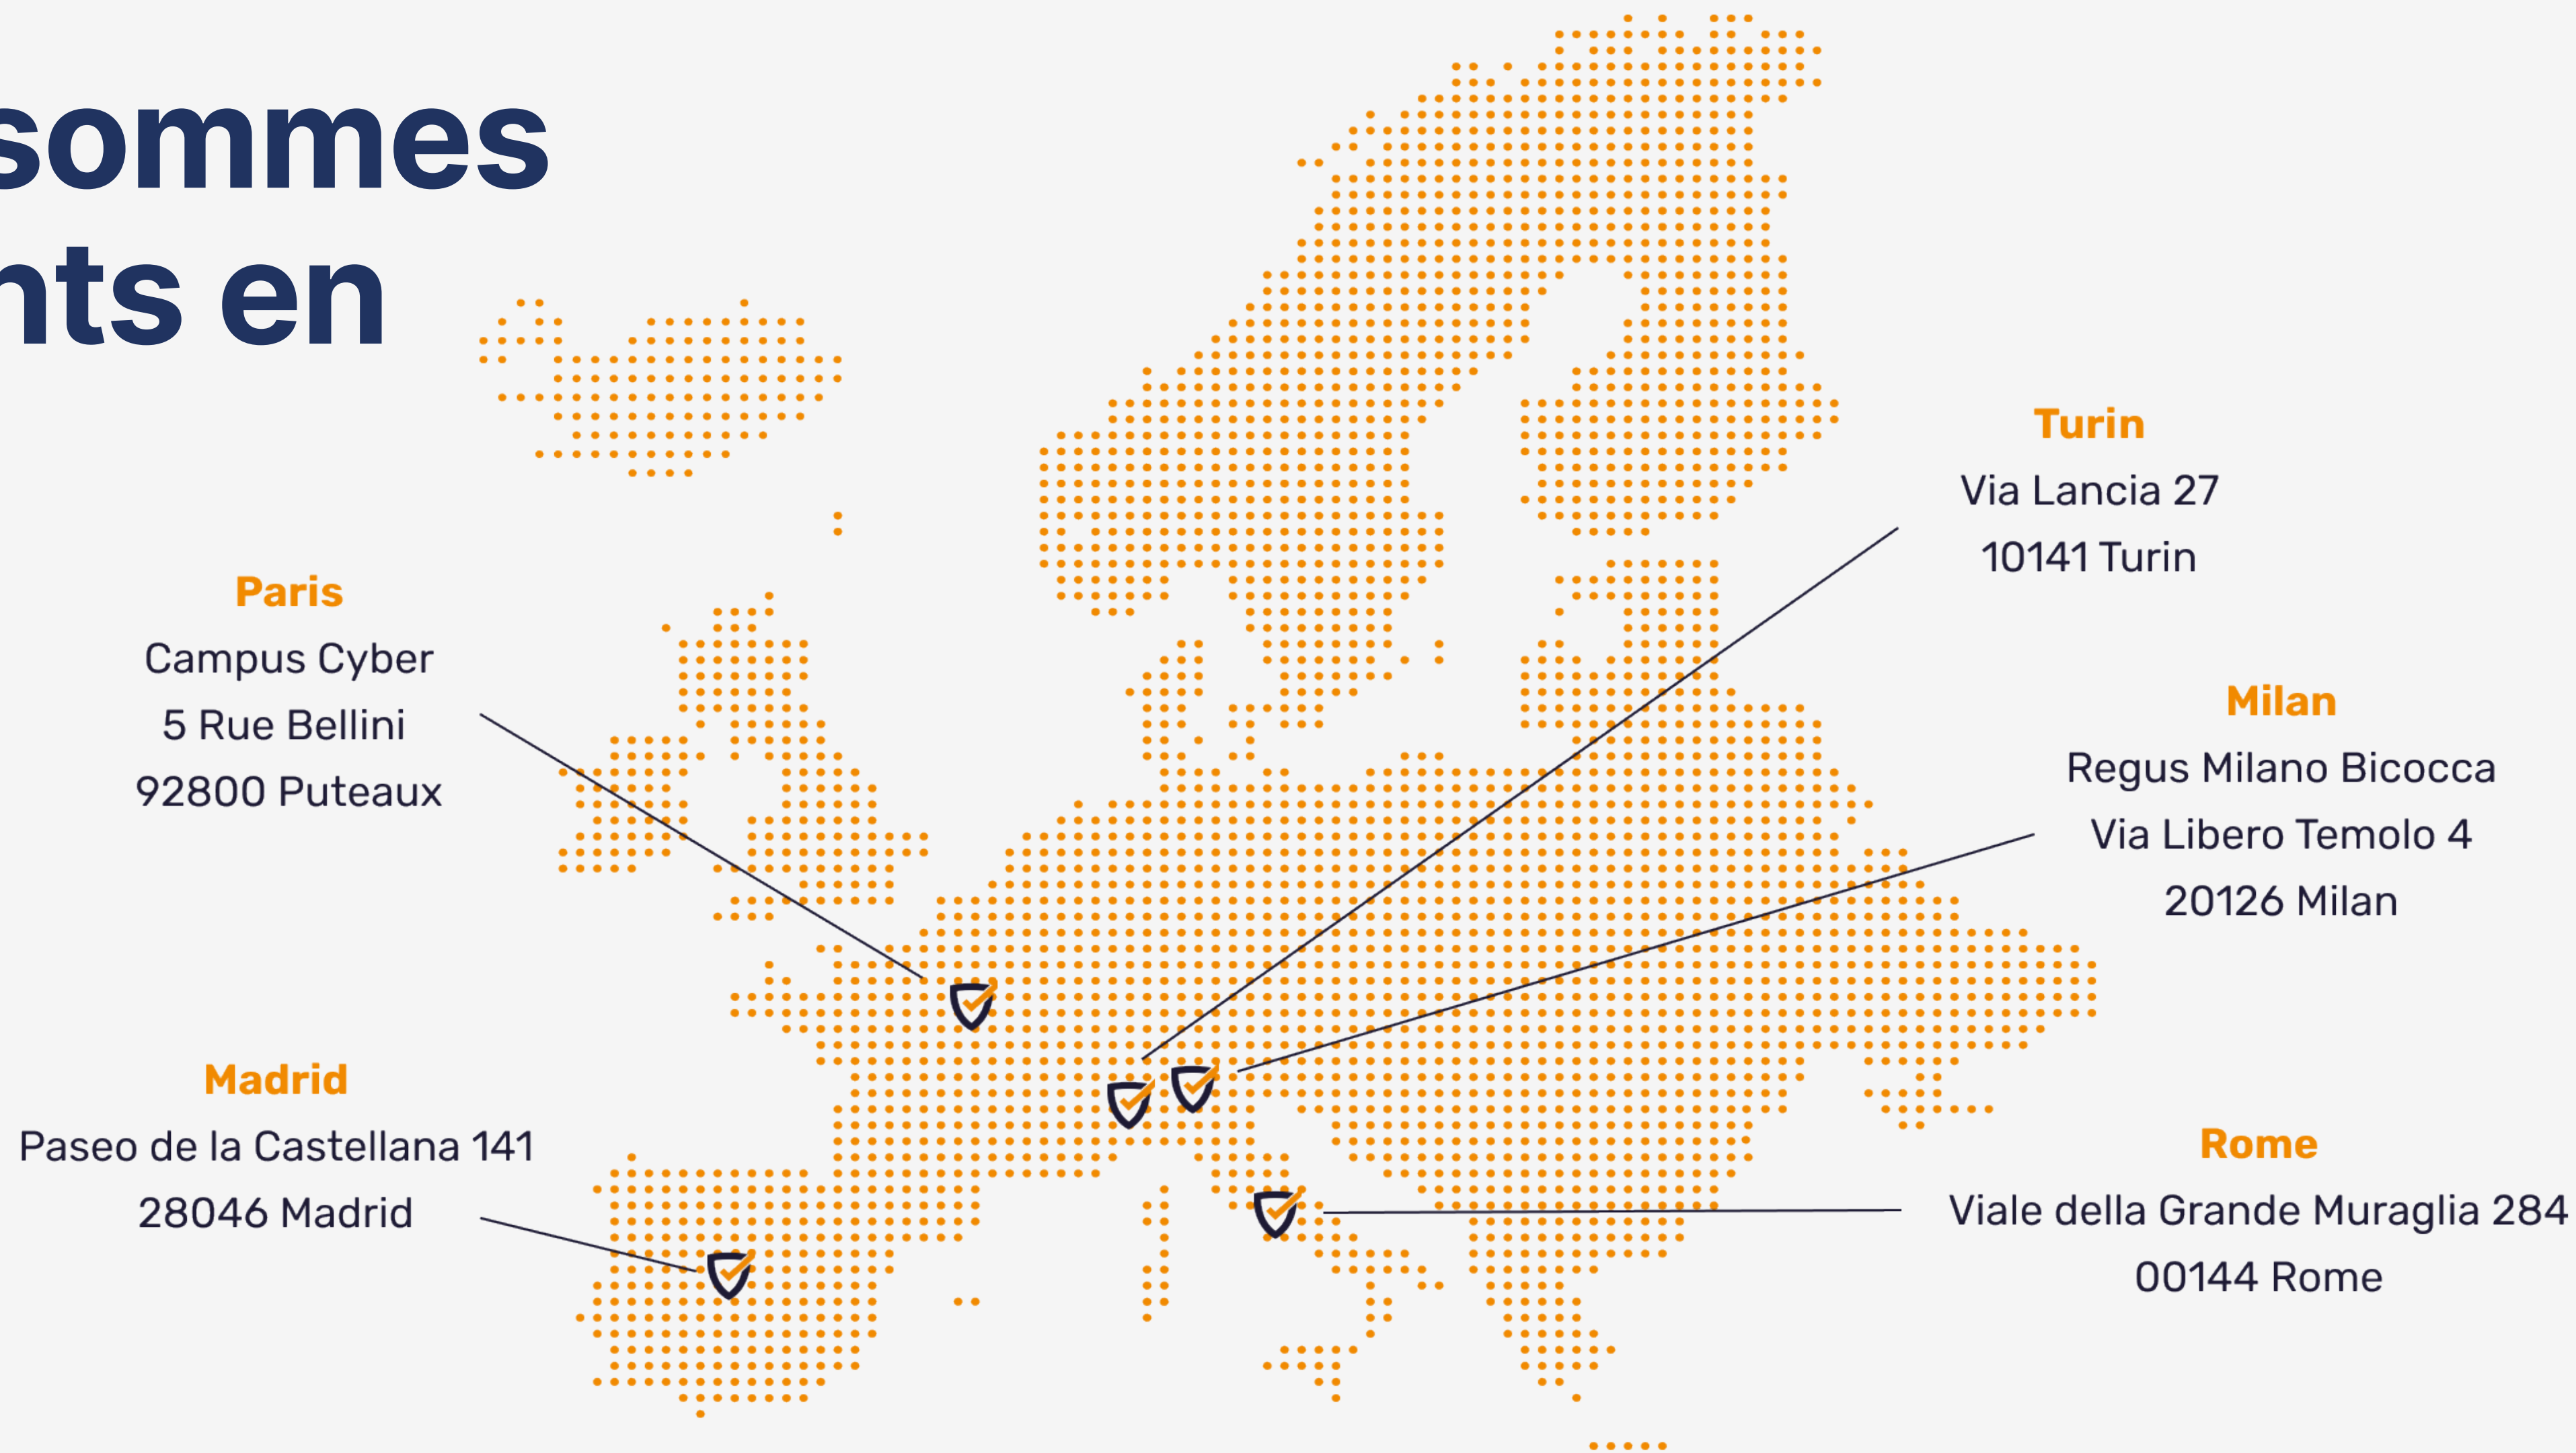 sommes
nts en
Paris
Campus Cyber
5 Rue Bellini
92800 Puteaux
Madrid
Paseo de la Castellana 141
28046 Madrid
Turin
Via Lancia 27
10141 Turin
Milan
Regus Milano Bicocca
Via Libero Temolo 4
20126 Milan
Rome
Viale della Grande Muraglia 284
00144 Rome